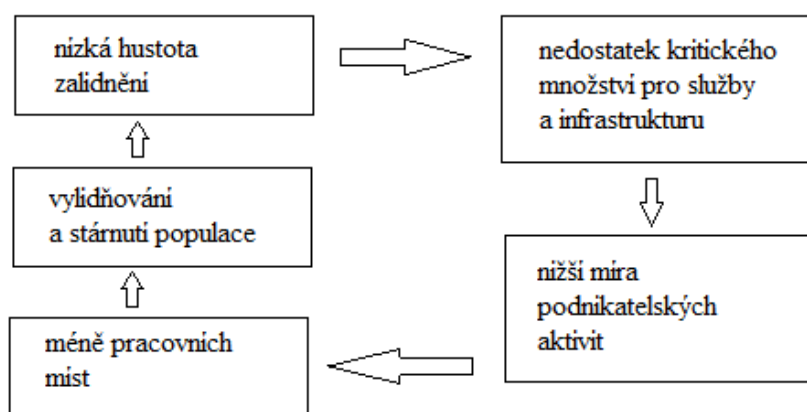 nízká hustota
zalidnění
nedostatek kritického
množství pro služby
a infrastrukturu
nižší míra
podnikatelských
aktivit
méně pracovních
míst
vylidňování
a stárnutí populace